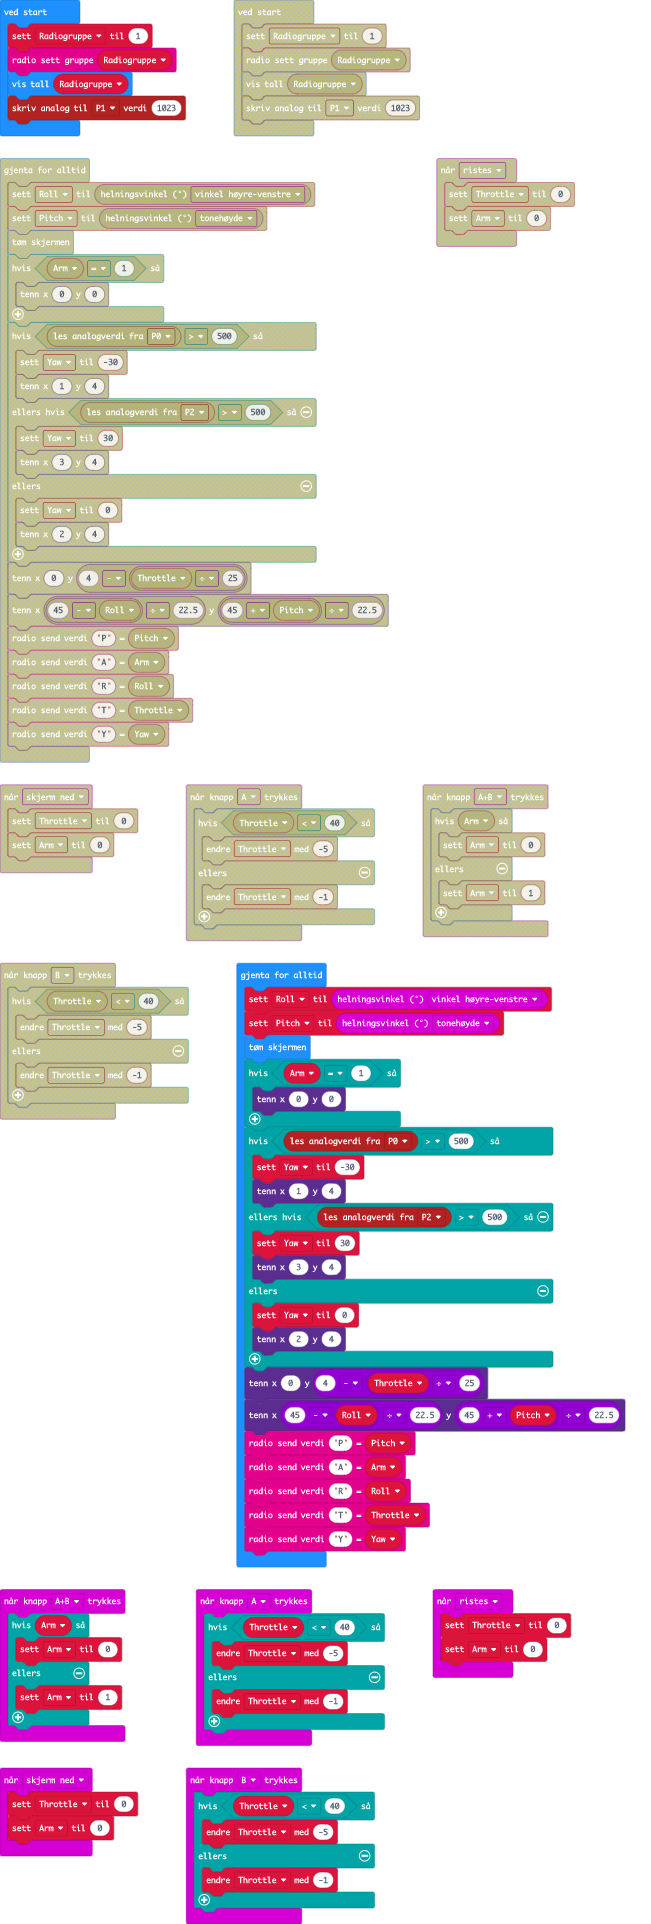 ved start
sett Radiogruppe til 1
radio sett gruppe Radiogruppe
vis tall Radiogruppe
skriv analog til P1 verdi 1023
ved start
sett Radiogruppe til 1
radio sett gruppe Radiogruppe
vis tall Radiogruppe
skriv analog til P1 verdi 1023
gjenta for alltid
sett Roll til helningsvinkel (°) vinkel høyre-venstre
sett Pitch til helningsvinkel (°) tonehøyde
tøm skjermen
hvis Arm = 1 så
tenn x 0 y 0
hvis les analogverdi fra P0 > 500 så
sett Yaw til -30
tenn x 1 y 4
ellers hvis les analogverdi fra P2 > 500 så
sett Yaw til 30
tenn x 3 y 4
ellers
sett Yaw til 0
tenn x 2 y 4
tenn x 0 y 4 - Throttle ÷ 25
tenn x 45 - Roll ÷ 22.5 y 45 + Pitch ÷ 22.5
radio send verdi "P" = Pitch
radio send verdi "A" = Arm
radio send verdi "R" = Roll
radio send verdi "T" = Throttle
radio send verdi "Y" = Yaw
når ristes
sett Throttle til 0
sett Arm til 0
når skjerm ned
sett Throttle til 0
sett Arm til 0
når knapp A trykkes
hvis Throttle < 40 så
endre Throttle med -5
ellers
endre Throttle med -1
når knapp A+B trykkes
hvis Arm så
sett Arm til 0
ellers
sett Arm til 1
når knapp B trykkes
hvis Throttle < 40 så
endre Throttle med -5
ellers
endre Throttle med -1
gjenta for alltid
sett Roll til helningsvinkel (°) vinkel høyre-venstre
sett Pitch til helningsvinkel (°) tonehøyde
tøm skjermen
hvis Arm = 1 så
tenn x 0 y 0
hvis les analogverdi fra P0 > 500 så
sett Yaw til -30
tenn x 1 y 4
ellers hvis les analogverdi fra P2 > 500 så
sett Yaw til 30
tenn x 3 y 4
ellers
sett Yaw til 0
tenn x 2 y 4
tenn x 0 y 4 - Throttle ÷ 25
tenn x 45 - Roll ÷ 22.5 y 45 + Pitch ÷ 22.5
radio send verdi "P" = Pitch
radio send verdi "A" = Arm
radio send verdi "R" = Roll
radio send verdi "T" = Throttle
radio send verdi "Y" = Yaw
når knapp A+B trykkes
hvis Arm så
sett Arm til 0
ellers
sett Arm til 1
når knapp A trykkes
hvis Throttle < 40 så
endre Throttle med -5
ellers
endre Throttle med -1
når ristes
sett Throttle til 0
sett Arm til 0
når skjerm ned
sett Throttle til 0
sett Arm til 0
når knapp B trykkes
hvis Throttle < 40 så
endre Throttle med -5
ellers
endre Throttle med -1